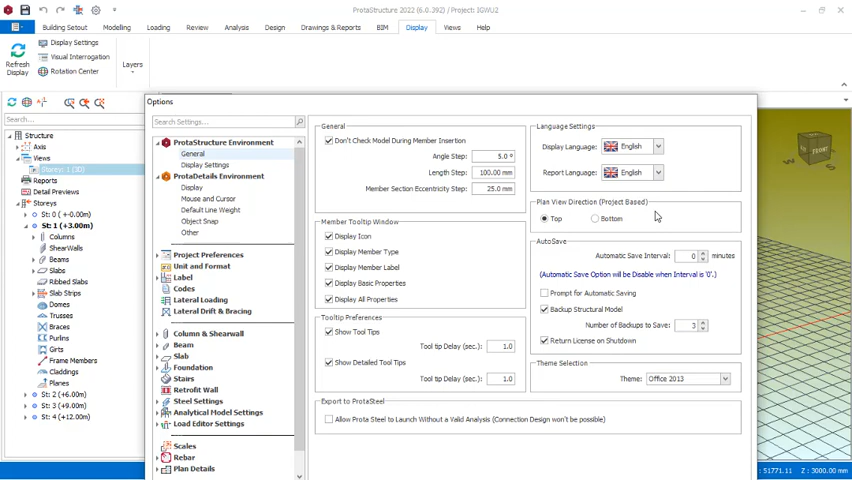 ProtaStructure 2022 (6.0.392) / Project: IGWU2
Building Setout
Modelling
Loading
Review
Analysis
Design
Drawings & Reports
BIM
Display
Views
Help
Refresh Display
Display Settings
Visual Interrogation
Rotation Center
Layers
Search...
Structure
Axis
Views
Storey: 1 [3D]
Reports
Detail Previews
Storeys
St: 0 (+-0.00m)
St: 1 (+3.00m)
Columns
ShearWalls
Beams
Slabs
Ribbed Slabs
Slab Strips
Domes
Trusses
Braces
Purlins
Girts
Frame Members
Claddings
Planes
St: 2 (+6.00m)
St: 3 (+9.00m)
St: 4 (+12.00m)
Options
Search Settings...
ProtaStructure Environment
General
Display Settings
ProtaDetails Environment
Display
Mouse and Cursor
Default Line Weight
Object Snap
Other
Project Preferences
Unit and Format
Label
Codes
Lateral Loading
Lateral Drift & Bracing
Column & Shearwall
Beam
Slab
Foundation
Stairs
Retrofit Wall
Steel Settings
Analytical Model Settings
Load Editor Settings
Scales
Rebar
Plan Details
General
Don't Check Model During Member Insertion
Angle Step: 5.0 º
Length Step: 100.00 mm
Member Section Eccentricity Step: 25.0 mm
Member Tooltip Window
Display Icon
Display Member Type
Display Member Label
Display Basic Properties
Display All Properties
Tooltip Preferences
Show Tool Tips
Tool tip Delay (sec.): 1.0
Show Detailed Tool Tips
Tool tip Delay (sec.): 1.0
Export to ProtaSteel
Allow Prota Steel to Launch Without a Valid Analysis (Connection Design won't be possible)
Language Settings
Display Language: English
Report Language: English
Plan View Direction (Project Based)
Top
Bottom
AutoSave
Automatic Save Interval: 0 minutes
(Automatic Save Option will be Disable when Interval is '0'.)
Prompt for Automatic Saving
Backup Structural Model
Number of Backups to Save: 3
Return License on Shutdown
Theme Selection
Theme: Office 2013
FRONT
51771.11
Z : 3000.00 mm